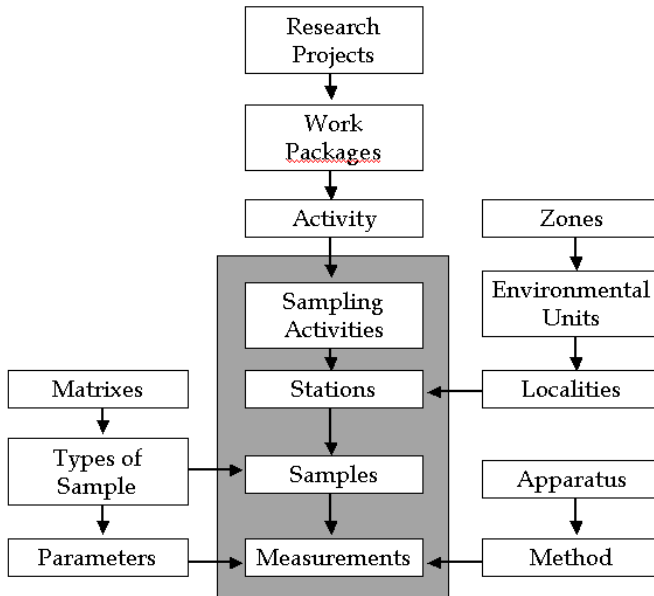 Research
Projects
Work
Packages
Activity
Zones
Sampling
Activities
Environmental
Units
Matrixes
Stations
Localities
Types of
Sample
Samples
Apparatus
Parameters
Measurements
Method